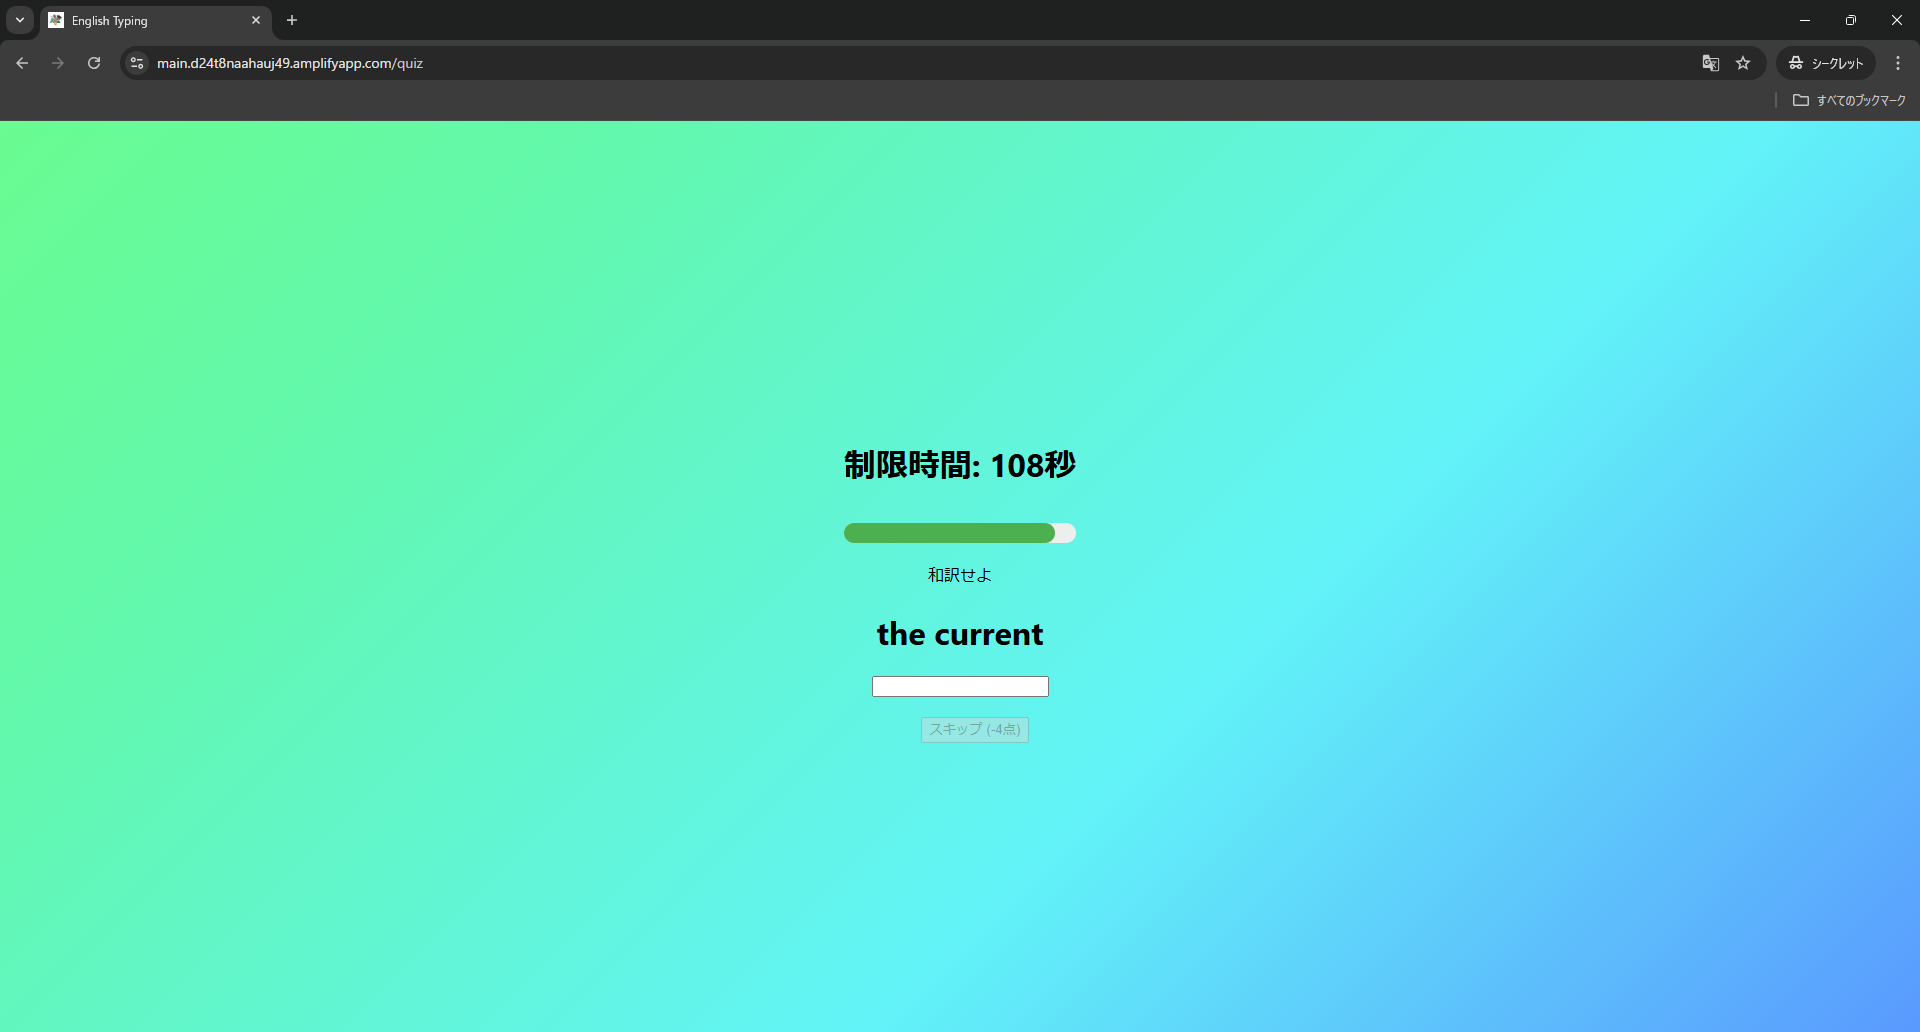 English Typing
main.d24t8naahauj49.amplifyapp.com/quiz
シークレット
すべてのブックマーク
制限時間: 108秒
和訳せよ
the current
スキップ (-4点)